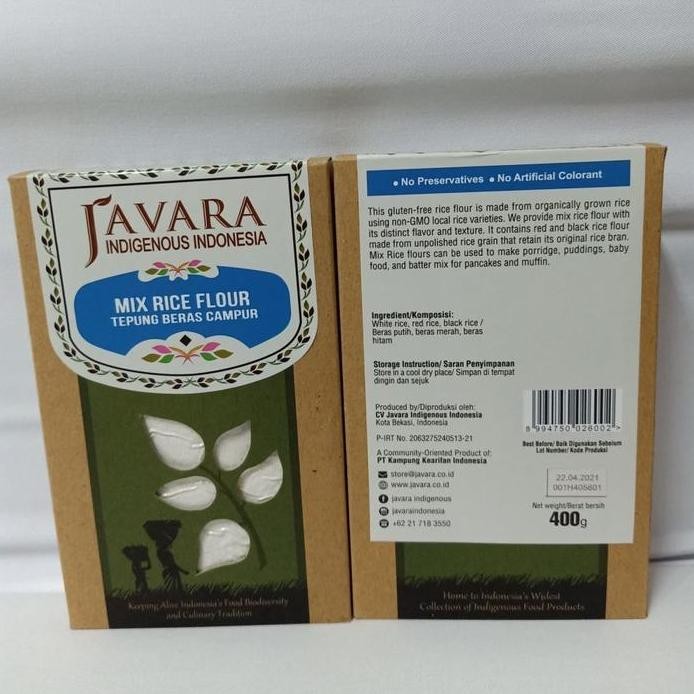 JAVARA
INDIGENOUS INDONESIA
MIX RICE FLOUR
TEPUNG BERAS CAMPUR
Keeping Alive Indonesia's Food Biodiversity
and Culinary Tradition
• No Preservatives • No Artificial Colorant
This gluten-free rice flour is made from organically grown rice
using non-GMO local rice varieties. We provide mix rice flour with
its distinct flavor and texture. It contains red and black rice flour
made from unpolished rice grain that retain its original rice bran.
Mix Rice flours can be used to make porridge, puddings, baby
food, and batter mix for pancakes and muffin.
Ingredient/Komposisi:
White rice, red rice, black rice /
Beras putih, beras merah, beras
hitam
Storage Instruction/ Saran Penyimpanan
Store in a cool dry place/ Simpan di tempat
dingin dan sejuk
Produced by/Diproduksi oleh:
CV Javara Indigenous Indonesia
Kota Bekasi, Indonesia
P-IRT No. 2063275240513-21
A Community-Oriented Product of:
PT Kampung Kearifan Indonesia
store@javara.co.id
www.javara.co.id
javara indigenous
javaraindonesia
+62 21 718 3550
8 994750 026002 >
Best Before/ Baik Digunakan Sebelum
Lot Number/ Kode Produksi
22.04.2021
001H406801
Net weight/Berat bersih
400g
Home to Indonesia's Widest
Collection of Indigenous Food Products